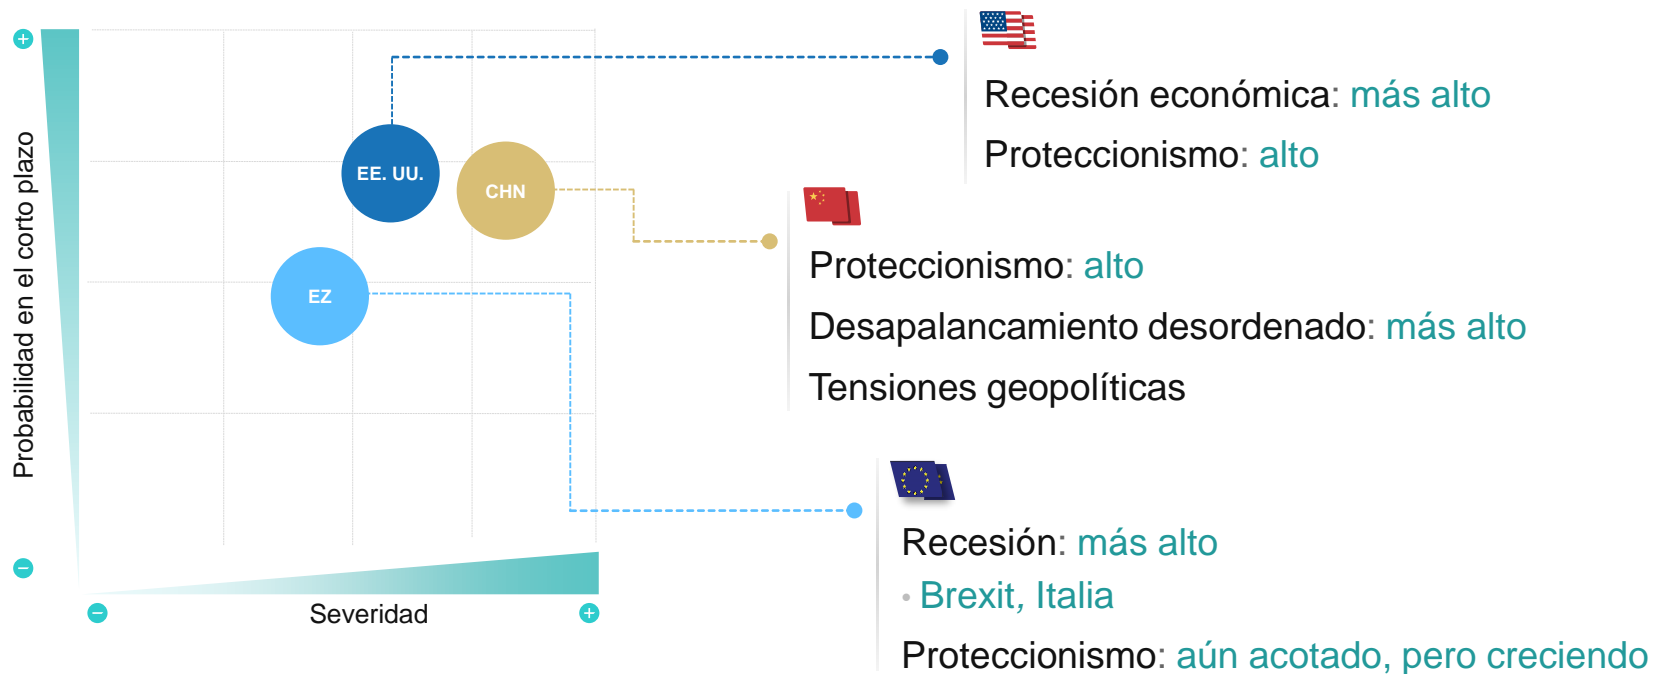 +
Probabilidad en el corto plazo
−
EE. UU.
CHN
EZ
−
Severidad
+
Recesión económica: más alto
Proteccionismo: alto
Proteccionismo: alto
Desapalancamiento desordenado: más alto
Tensiones geopolíticas
Recesión: más alto
• Brexit, Italia
Proteccionismo: aún acotado, pero creciendo